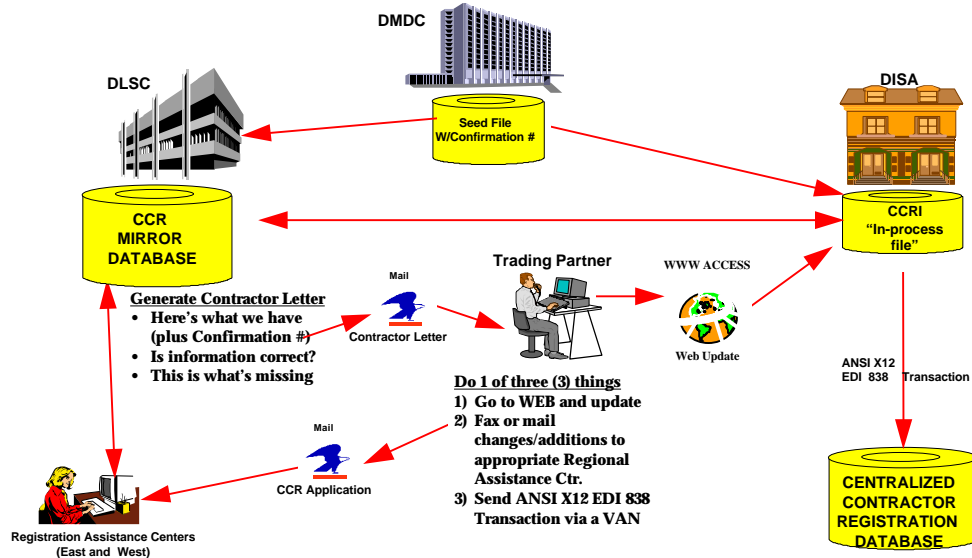 DMDC
DLSC
DISA
Seed File
W/Confirmation #
CCR
MIRROR
DATABASE
CCRI
“In-process
file”
Trading Partner
WWW ACCESS
Mail
Generate Contractor Letter
• Here’s what we have
(plus Confirmation #)
• Is information correct?
• This is what’s missing
Contractor Letter
Web Update
ANSI X12
EDI 838 Transaction
Do 1 of three (3) things
1) Go to WEB and update
2) Fax or mail
changes/additions to
appropriate Regional
Assistance Ctr.
3) Send ANSI X12 EDI 838
Transaction via a VAN
Mail
CCR Application
CENTRALIZED
CONTRACTOR
REGISTRATION
DATABASE
Registration Assistance Centers
(East and West)